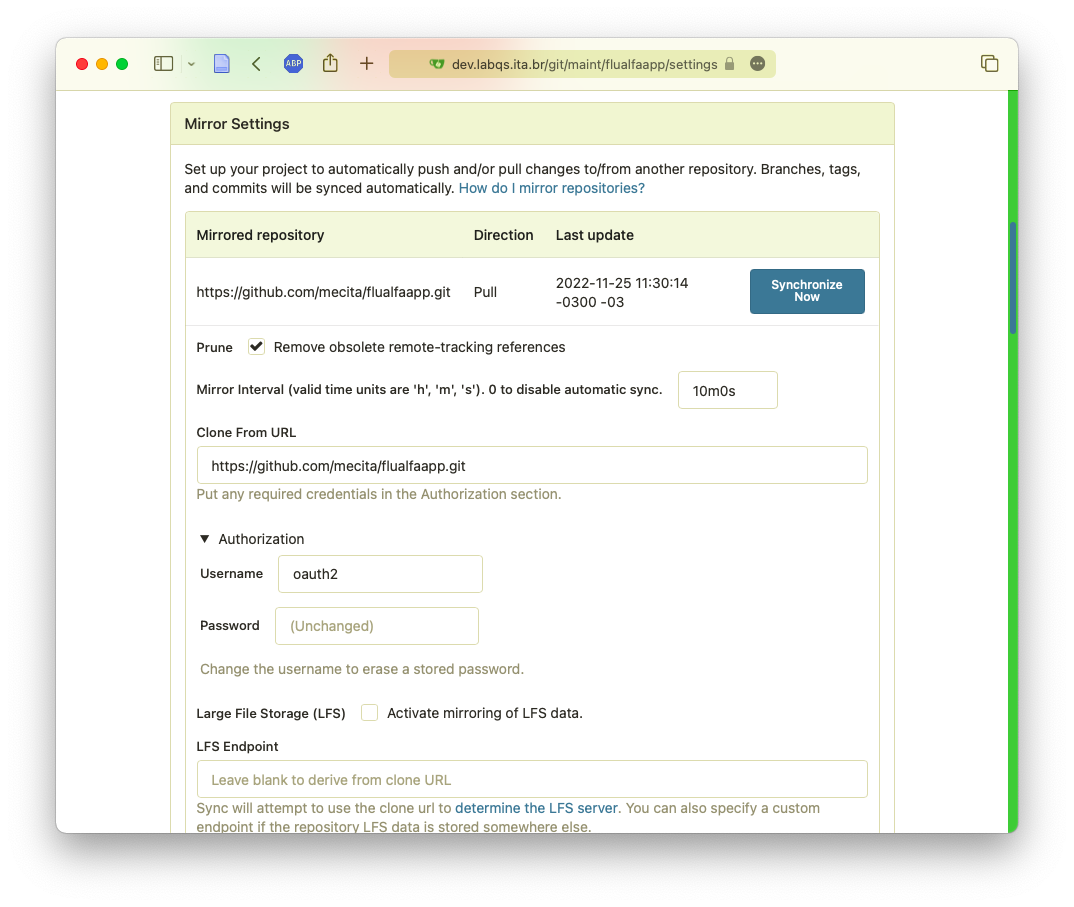 ABP
dev.labqs.ita.br/git/maint/flualfaapp/settings
Mirror Settings
Set up your project to automatically push and/or pull changes to/from another repository. Branches, tags,
and commits will be synced automatically. How do I mirror repositories?
Mirrored repository Direction Last update
https://github.com/mecita/flualfaapp.git Pull 2022-11-25 11:30:14
-0300 -03
Synchronize
Now
Prune Remove obsolete remote-tracking references
Mirror Interval (valid time units are 'h', 'm', 's'). 0 to disable automatic sync. 10m0s
Clone From URL
https://github.com/mecita/flualfaapp.git
Put any required credentials in the Authorization section.
Authorization
Username oauth2
Password (Unchanged)
Change the username to erase a stored password.
Large File Storage (LFS) Activate mirroring of LFS data.
LFS Endpoint
Leave blank to derive from clone URL
Sync will attempt to use the clone url to determine the LFS server. You can also specify a custom
endpoint if the repository LFS data is stored somewhere else.